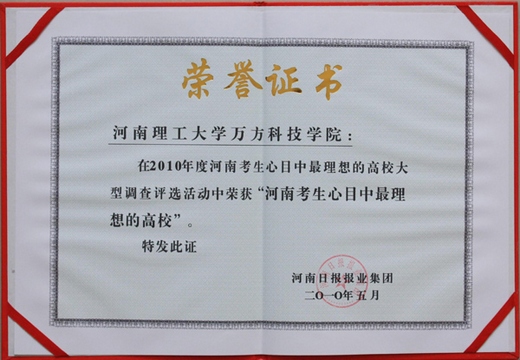 荣誉证书
河南理工大学万方科技学院：
在2010年度河南考生心目中最理想的高校大
型调查评选活动中荣获“河南考生心目中最理
想的高校”。
特发此证
河南日报报业集团
二○一○年五月